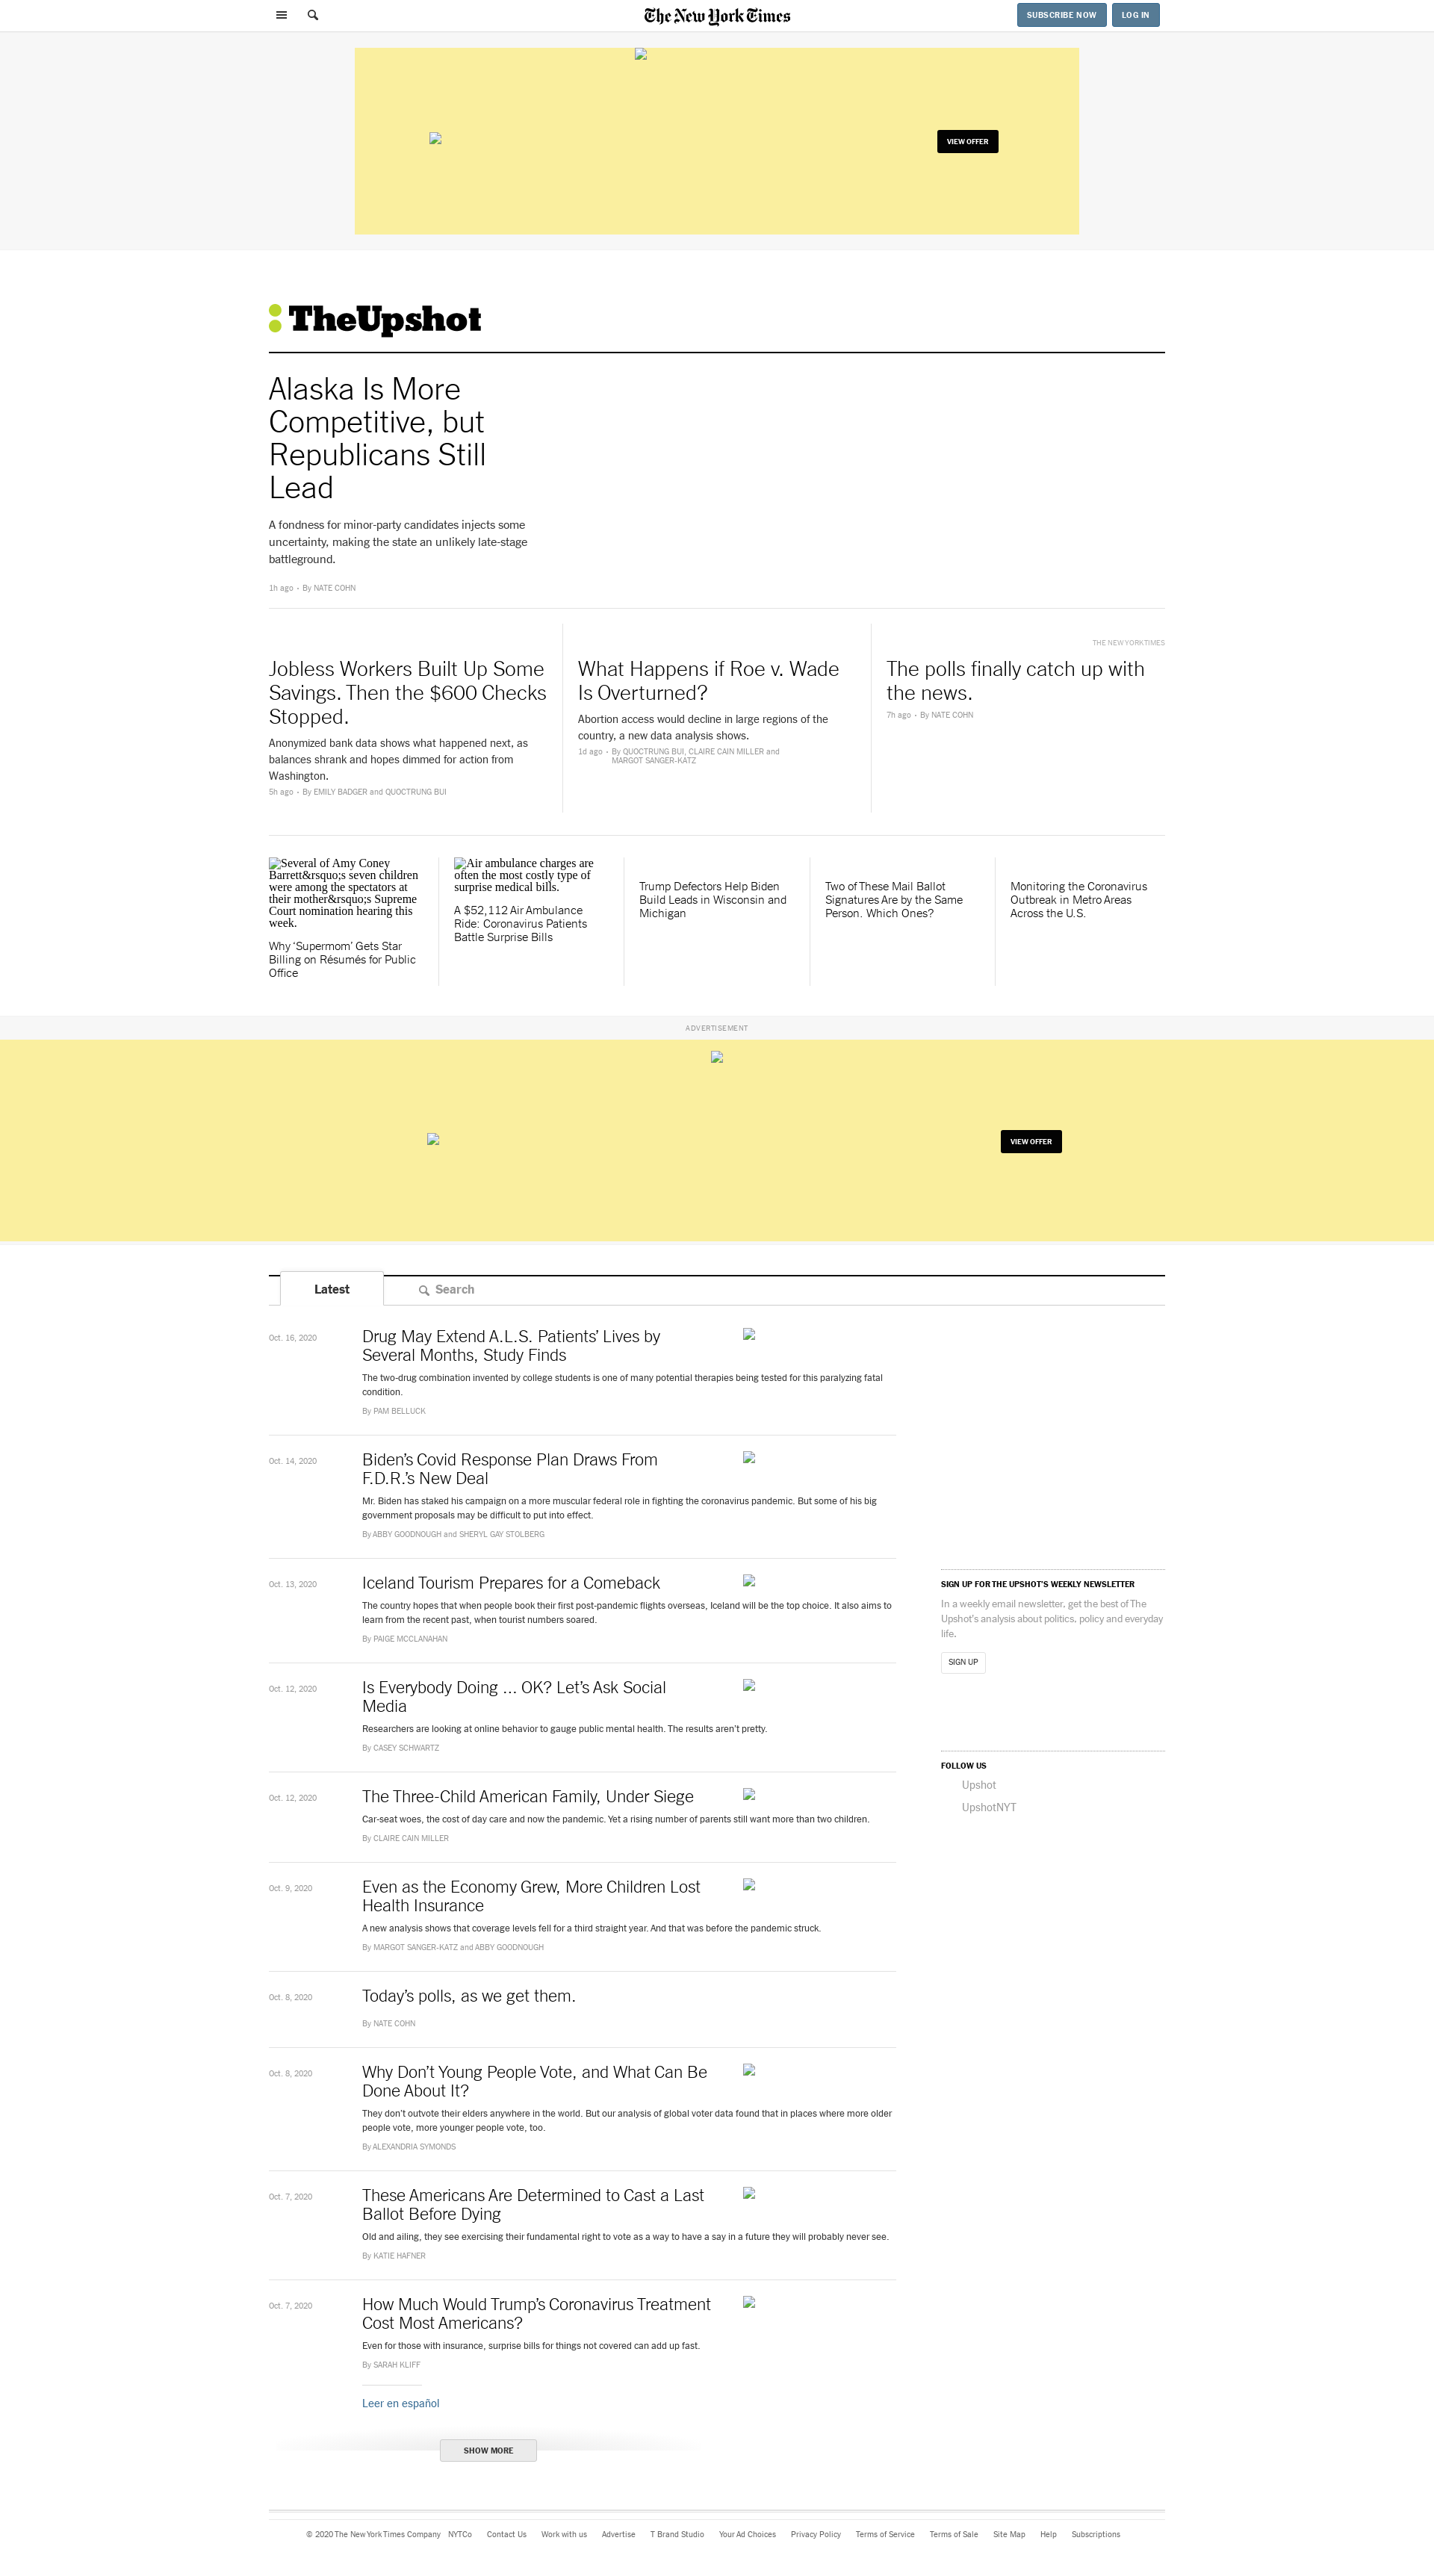 The New York Times
SUBSCRIBE NOW
LOG IN
VIEW OFFER
TheUpshot
Alaska Is More
Competitive, but
Republicans Still
Lead
A fondness for minor-party candidates injects some
uncertainty, making the state an unlikely late-stage
battleground.
1h ago • By NATE COHN
Jobless Workers Built Up Some
Savings. Then the $600 Checks
Stopped.
Anonymized bank data shows what happened next, as
balances shrank and hopes dimmed for action from
Washington.
5h ago • By EMILY BADGER and QUOCTRUNG BUI
What Happens if Roe v. Wade
Is Overturned?
Abortion access would decline in large regions of the
country, a new data analysis shows.
1d ago • By QUOCTRUNG BUI, CLAIRE CAIN MILLER and
MARGOT SANGER-KATZ
THE NEW YORK TIMES
The polls finally catch up with
the news.
7h ago • By NATE COHN
Several of Amy Coney
Barrett&rsquo;s seven children
were among the spectators at
their mother&rsquo;s Supreme
Court nomination hearing this
week.
Why ‘Supermom’ Gets Star
Billing on Résumés for Public
Office
Air ambulance charges are
often the most costly type of
surprise medical bills.
A $52,112 Air Ambulance
Ride: Coronavirus Patients
Battle Surprise Bills
Trump Defectors Help Biden
Build Leads in Wisconsin and
Michigan
Two of These Mail Ballot
Signatures Are by the Same
Person. Which Ones?
Monitoring the Coronavirus
Outbreak in Metro Areas
Across the U.S.
ADVERTISEMENT
VIEW OFFER
Latest
Search
Oct. 16, 2020
Drug May Extend A.L.S. Patients’ Lives by
Several Months, Study Finds
The two-drug combination invented by college students is one of many potential therapies being tested for this paralyzing fatal
condition.
By PAM BELLUCK
Oct. 14, 2020
Biden’s Covid Response Plan Draws From
F.D.R.’s New Deal
Mr. Biden has staked his campaign on a more muscular federal role in fighting the coronavirus pandemic. But some of his big
government proposals may be difficult to put into effect.
By ABBY GOODNOUGH and SHERYL GAY STOLBERG
Oct. 13, 2020
Iceland Tourism Prepares for a Comeback
The country hopes that when people book their first post-pandemic flights overseas, Iceland will be the top choice. It also aims to
learn from the recent past, when tourist numbers soared.
By PAIGE MCCLANAHAN
Oct. 12, 2020
Is Everybody Doing ... OK? Let’s Ask Social
Media
Researchers are looking at online behavior to gauge public mental health. The results aren’t pretty.
By CASEY SCHWARTZ
Oct. 12, 2020
The Three-Child American Family, Under Siege
Car-seat woes, the cost of day care and now the pandemic. Yet a rising number of parents still want more than two children.
By CLAIRE CAIN MILLER
Oct. 9, 2020
Even as the Economy Grew, More Children Lost
Health Insurance
A new analysis shows that coverage levels fell for a third straight year. And that was before the pandemic struck.
By MARGOT SANGER-KATZ and ABBY GOODNOUGH
Oct. 8, 2020
Today’s polls, as we get them.
By NATE COHN
Oct. 8, 2020
Why Don’t Young People Vote, and What Can Be
Done About It?
They don’t outvote their elders anywhere in the world. But our analysis of global voter data found that in places where more older
people vote, more younger people vote, too.
By ALEXANDRIA SYMONDS
Oct. 7, 2020
These Americans Are Determined to Cast a Last
Ballot Before Dying
Old and ailing, they see exercising their fundamental right to vote as a way to have a say in a future they will probably never see.
By KATIE HAFNER
Oct. 7, 2020
How Much Would Trump’s Coronavirus Treatment
Cost Most Americans?
Even for those with insurance, surprise bills for things not covered can add up fast.
By SARAH KLIFF
Leer en español
SHOW MORE
SIGN UP FOR THE UPSHOT’S WEEKLY NEWSLETTER
In a weekly email newsletter, get the best of The
Upshot’s analysis about politics, policy and everyday
life.
SIGN UP
FOLLOW US
Upshot
UpshotNYT
© 2020 The New York Times Company NYTCo Contact Us Work with us Advertise T Brand Studio Your Ad Choices Privacy Policy Terms of Service Terms of Sale Site Map Help Subscriptions